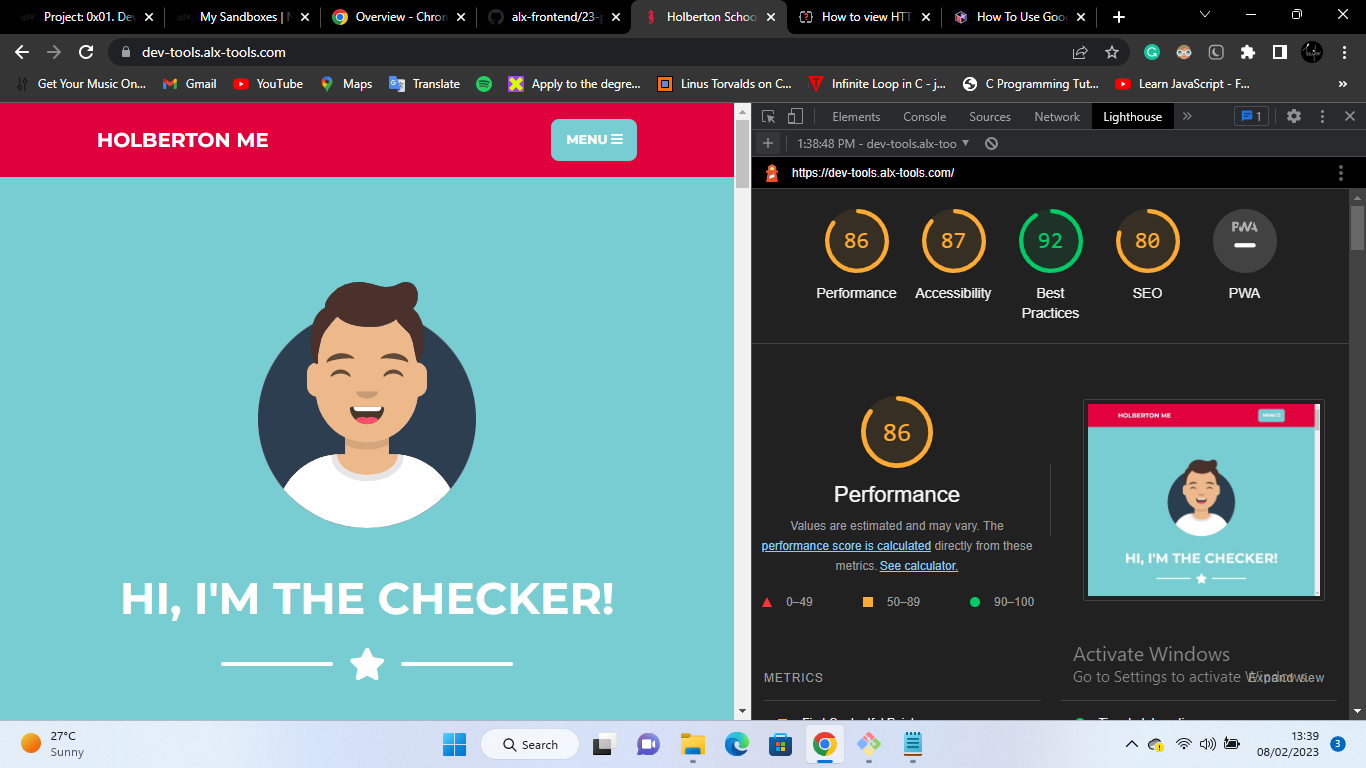 Project: 0x01. De
My Sandboxes |
Overview - Chron
alx-frontend/23-
Holberton Schoo
How to view HTT
How To Use Goo
dev-tools.alx-tools.com
Get Your Music On...
Gmail
YouTube
Maps
Translate
Apply to the degre...
Linus Torvalds on C...
Infinite Loop in C - j...
C Programming Tut...
Learn JavaScript - F...
»
HOLBERTON ME
MENU
Elements
Console
Sources
Network
Lighthouse
»
1
1:38:48 PM - dev-tools.alx-too
https://dev-tools.alx-tools.com/
86
87
92
80
PWA
Performance
Accessibility
Best
Practices
SEO
PWA
86
Performance
Values are estimated and may vary. The
performance score is calculated directly from these
metrics. See calculator.
0–49
50–89
90–100
HOLBERTON ME
MENU
HI, I'M THE CHECKER!
HI, I'M THE CHECKER!
METRICS
Activate Windows
Go to Settings to activate Windows.
27°C
Sunny
Search
13:39
08/02/2023
3